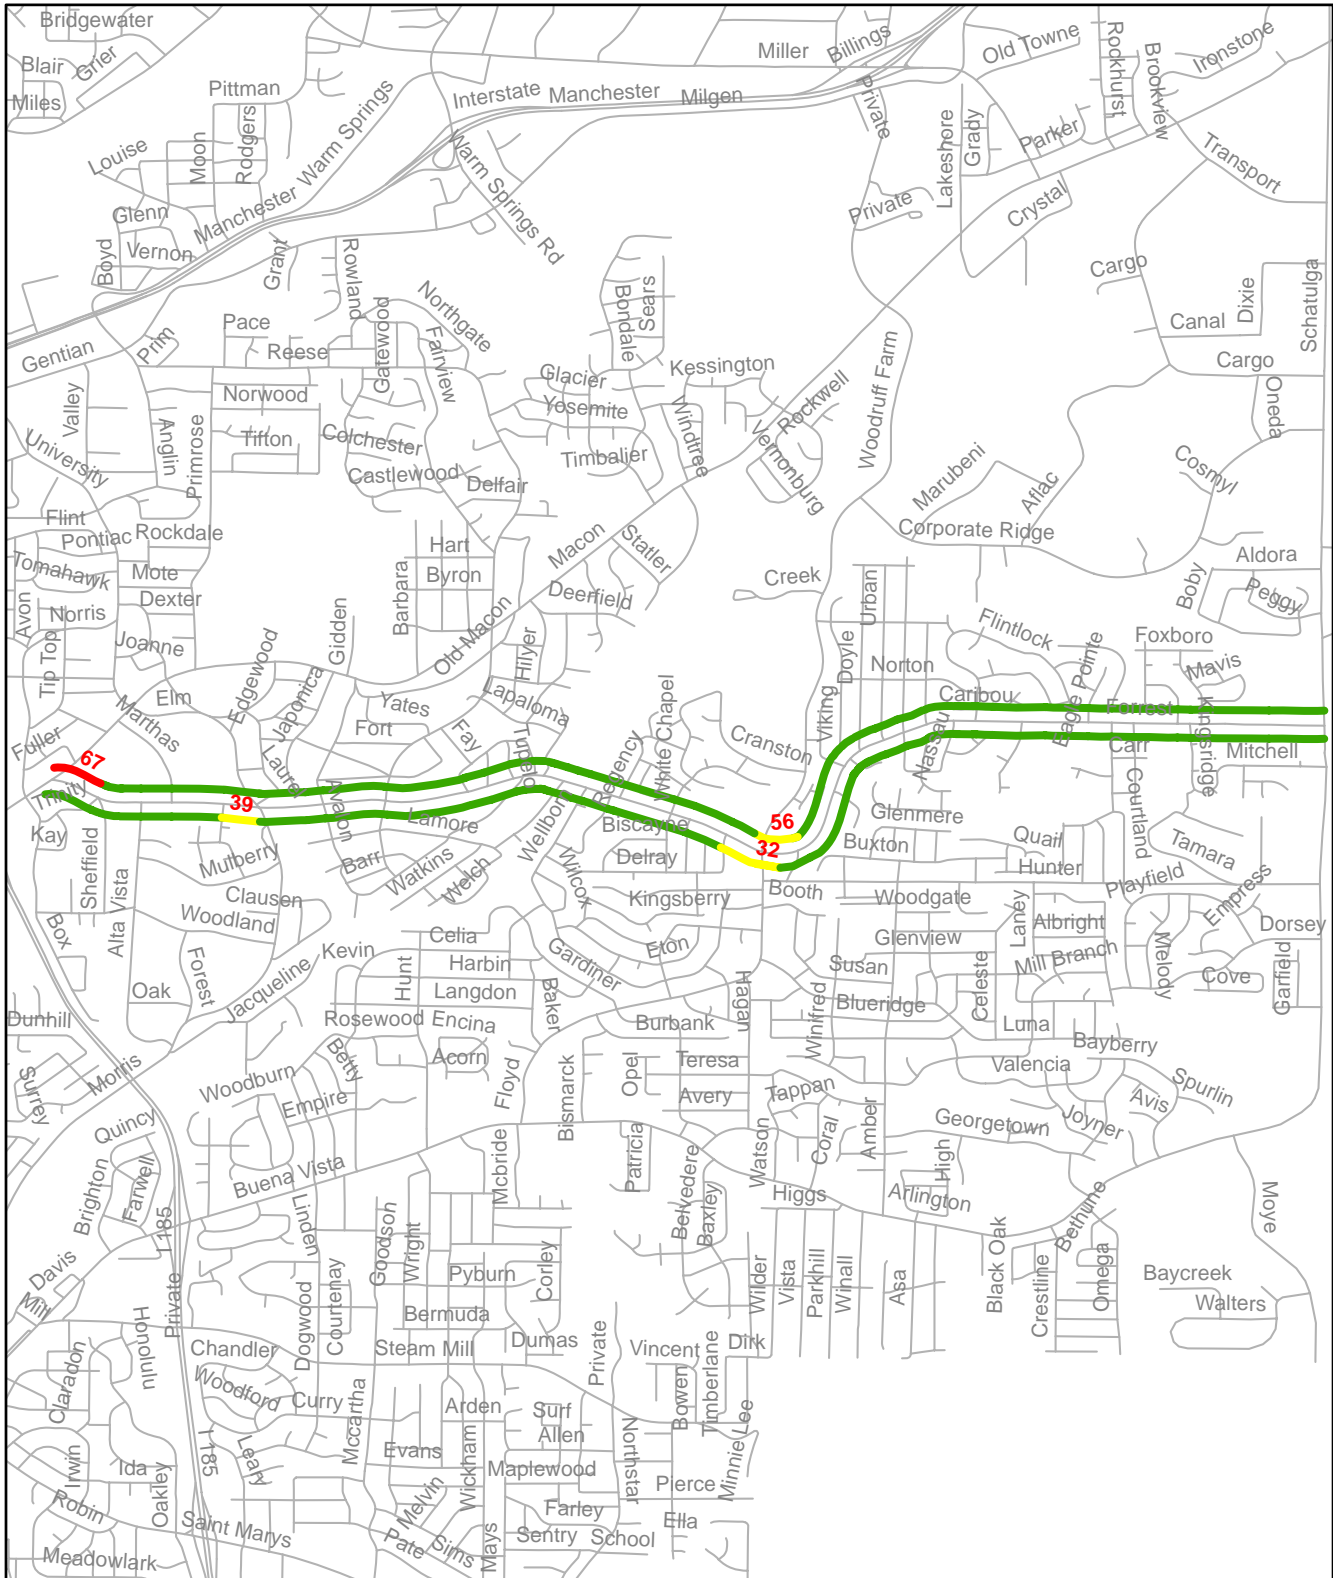 Bridgewater
Miller
Billings
Old Towne
Rockhurst
Brookview
Ironstone
Blair
Grier
Miles
Pittman
Interstate
Manchester
Milgen
Private
Warm Springs
Moon
Rodgers
Louise
Warm Springs Rd
Lakeshore
Grady
Parker
Transport
Glenn
Manchester
Private
Crystal
Boyd
Vernon
Grant
Rowland
Cargo
Schatulga
Dixie
Bondale
Sears
Northgate
Gatewood
Pace
Canal
Gentian
Prim
Reese
Fairview
Cargo
Woodruff Farm
Kessington
Glacier
Norwood
Valley
Rockwell
Oneda
Yosemite
Windtree
Vernonburg
Anglin
Primrose
Tifton
Colchester
University
Timbalier
Castlewood
Delfair
Marubeni
Aflac
Cosmyl
Flint
Pontiac
Rockdale
Macon
Statler
Corporate Ridge
Hart
Aldora
Tomahawk
Mote
Byron
Barbara
Creek
Boby
Peggy
Dexter
Deerfield
Urban
Avon
Norris
Joanne
Gidden
Old Macon
Hilyer
Flintlock
Foxboro
Doyle
Norton
Eagle Pointe
Mavis
Tip Top
Edgewood
Elm
Japonica
Yates
Lapaloma
Caribou
Forrest
Kingsridge
Marthas
Fort
Fay
White Chapel
Cranston
Viking
Fuller
Tupelo
Regency
Nassau
Carr
Mitchell
67
Laurel
Trinity
39
Avalon
Lamore
Wellborn
Biscayne
56
Glenmere
Courtland
Kay
32
Buxton
Quail
Tamara
Sheffield
Mulberry
Barr
Watkins
Welch
Wilcox
Delray
Hunter
Playfield
Empress
Clausen
Kingsberry
Booth
Woodgate
Box
Alta Vista
Woodland
Laney
Albright
Dorsey
Celia
Eton
Glenview
Kevin
Gardiner
Melody
Forest
Jacqueline
Hunt
Harbin
Susan
Mill Branch
Cove
Garfield
Oak
Langdon
Baker
Hagan
Blueridge
Celeste
Dunhill
Rosewood
Encina
Burbank
Winifred
Luna
Bayberry
Acorn
Opel
Teresa
Valencia
Surrey
Morris
Woodburn
Betty
Floyd
Bismarck
Avery
Tappan
Spurlin
Avis
Empire
Quincy
Georgetown
Joyner
Coral
Amber
Patricia
Watson
High
Brighton
Farwell
Buena Vista
Mcbride
Belvedere
Baxley
Higgs
Arlington
Bethune
Moye
I 185
Linden
Goodson
Wright
Black Oak
Davis
Private
Pyburn
Corley
Wilder
Vista
Parkhill
Winall
Asa
Crestline
Omega
Baycreek
Mill
Bermuda
Walters
Honolulu
Dogwood
Courtenay
Chandler
Steam Mill
Dumas
Private
Vincent
Dirk
Claradon
Woodford
Curry
Mccartha
Arden
Surf
Bowen
Timberlane
Allen
I 185
Leary
Evans
Wickham
Northstar
Minnie Lee
Irwin
Ida
Maplewood
Pierce
Oakley
Robin
Melvin
Farley
Saint Marys
Sentry
School
Ella
Pate
Sims
Mays
Meadowlark